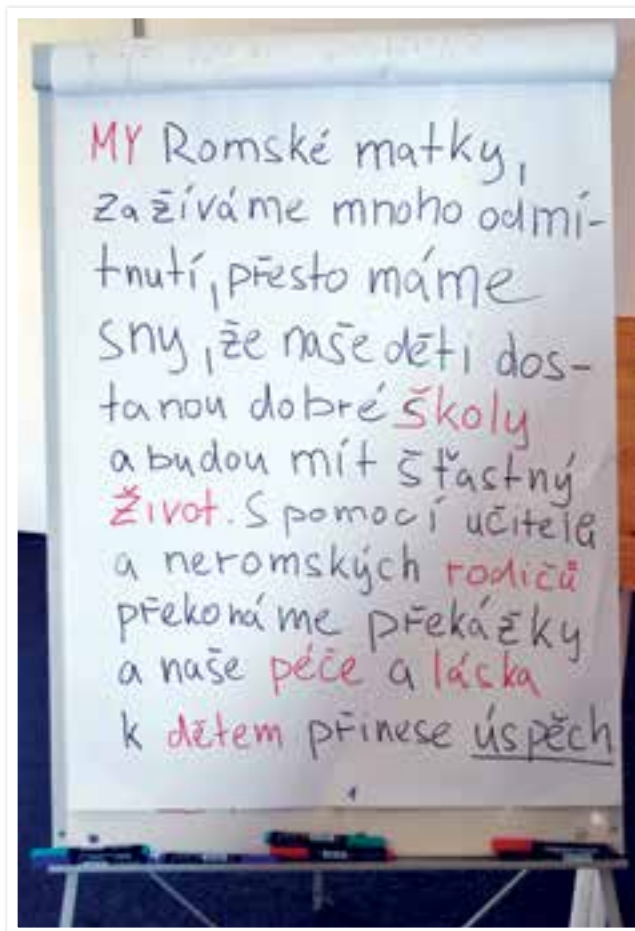 MY Romské matky,
zažíváme mnoho odmí-
tnutí, přesto máme
sny, že naše děti dos-
tanou dobré školy
a budou mít šťastný
život. S pomocí učitelů
a neromských rodičů
překonáme překážky
a naše péče a láska
k dětem přinese úspěch
1